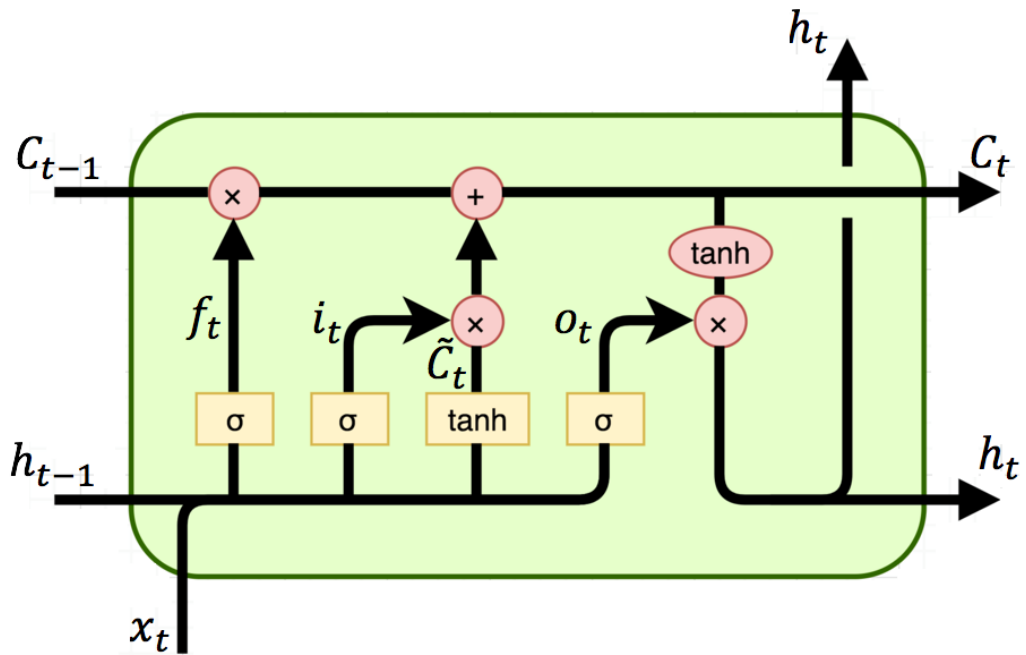 h_t
C_{t-1}
C_t
×
+
tanh
f_t
i_t
×
o_t
×
C̃_t
σ
σ
tanh
σ
h_{t-1}
h_t
x_t